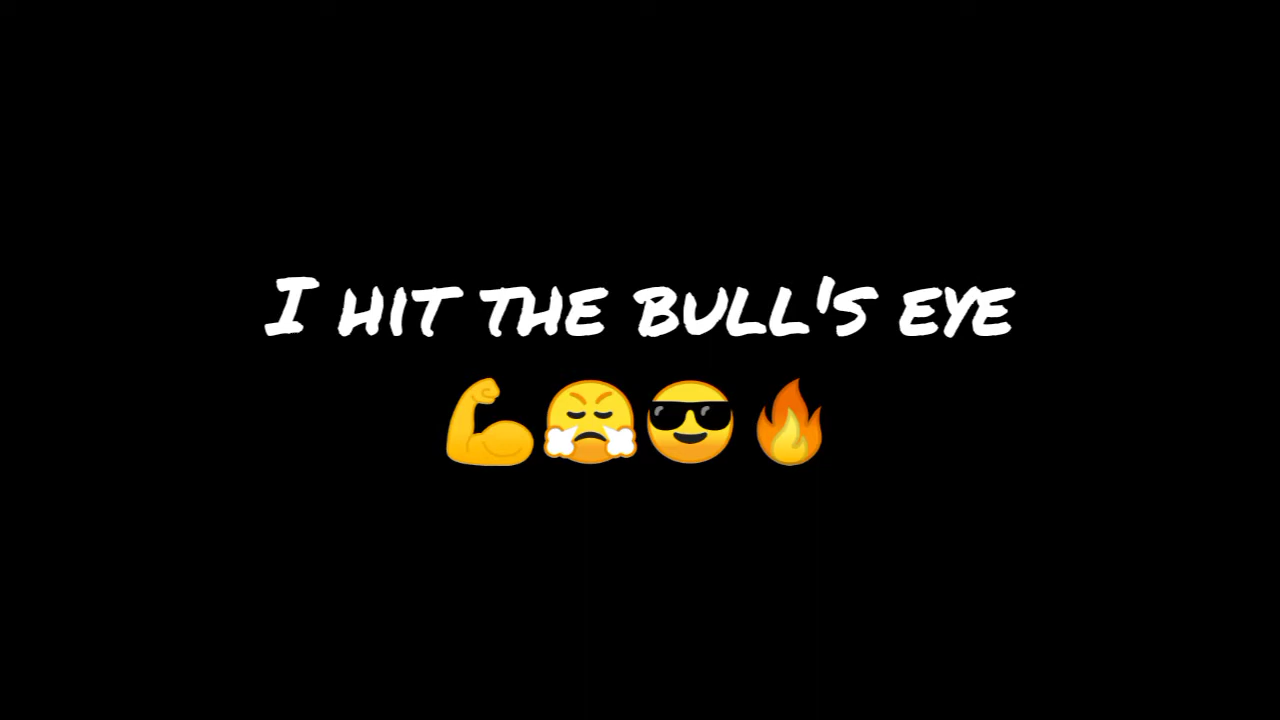 I HIT THE BULL'S EYE
💪😤😎🔥